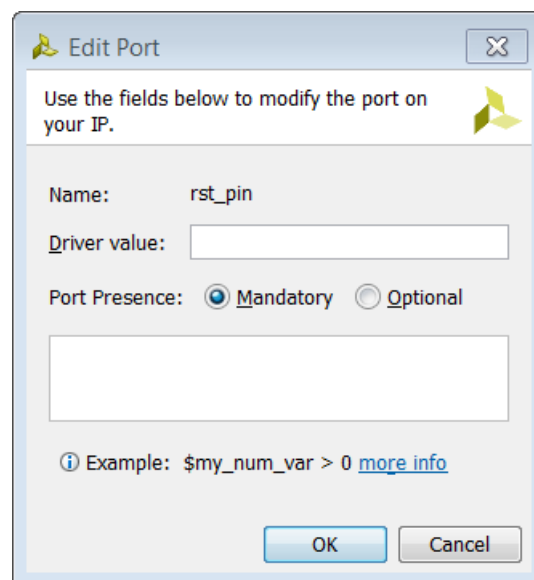 Edit Port
Use the fields below to modify the port on
your IP.
Name: rst_pin
Driver value:
Port Presence: Mandatory Optional
Example: $my_num_var > 0 more info
OK Cancel